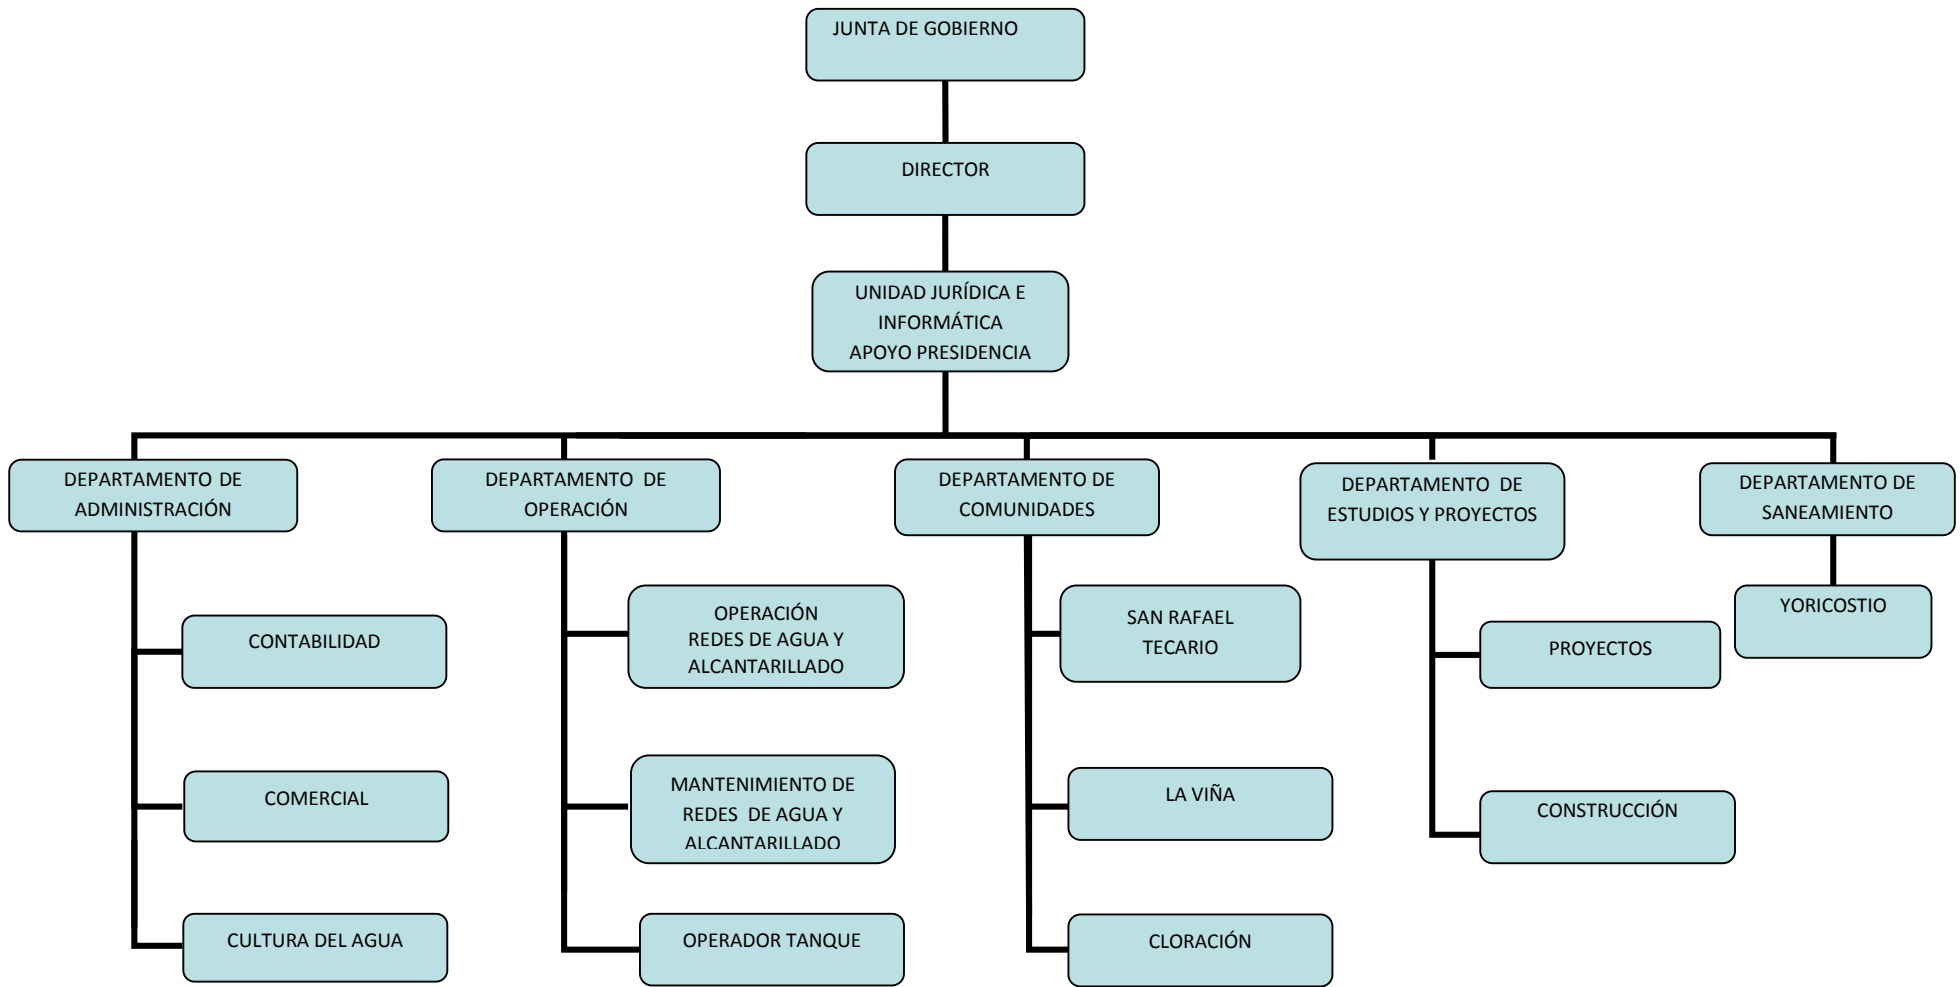 JUNTA DE GOBIERNO
DIRECTOR
UNIDAD JURÍDICA E
INFORMÁTICA
APOYO PRESIDENCIA
DEPARTAMENTO DE
ADMINISTRACIÓN
DEPARTAMENTO DE
OPERACIÓN
DEPARTAMENTO DE
COMUNIDADES
DEPARTAMENTO DE
ESTUDIOS Y PROYECTOS
DEPARTAMENTO DE
SANEAMIENTO
CONTABILIDAD
COMERCIAL
CULTURA DEL AGUA
OPERACIÓN
REDES DE AGUA Y
ALCANTARILLADO
MANTENIMIENTO DE
REDES DE AGUA Y
ALCANTARILLADO
OPERADOR TANQUE
SAN RAFAEL
TECARIO
LA VIÑA
CLORACIÓN
PROYECTOS
CONSTRUCCIÓN
YORICOSTIO